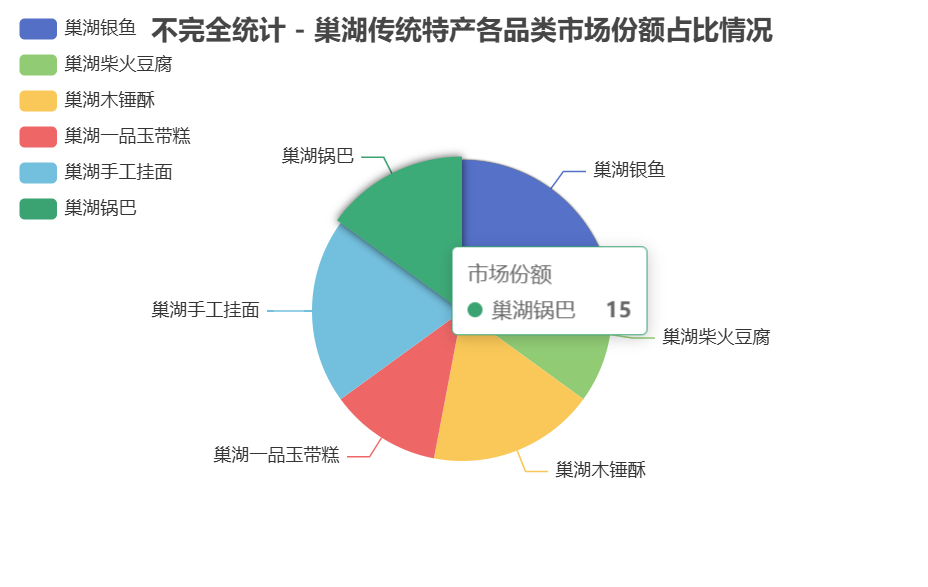 不完全统计 - 巢湖传统特产各品类市场份额占比情况
巢湖银鱼
巢湖柴火豆腐
巢湖木锤酥
巢湖一品玉带糕
巢湖手工挂面
巢湖锅巴
巢湖锅巴
巢湖银鱼
市场份额
巢湖锅巴 15
巢湖手工挂面
巢湖柴火豆腐
巢湖一品玉带糕
巢湖木锤酥